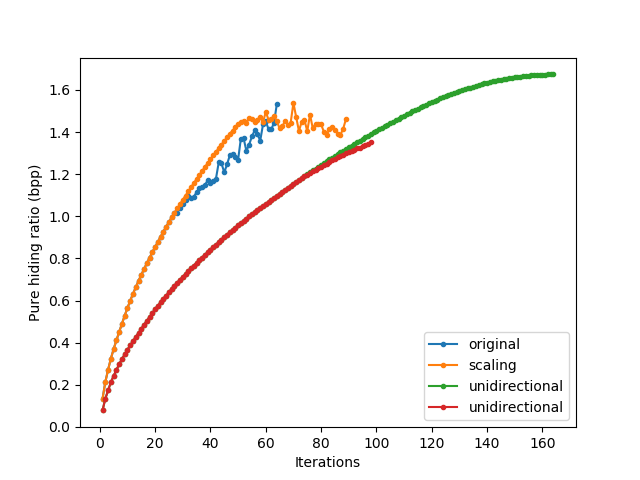 Pure hiding ratio (bpp)
1.6
1.4
1.2
1.0
0.8
0.6
0.4
0.2
0.0
0 20 40 60 80 100 120 140 160
Iterations
original
scaling
unidirectional
unidirectional